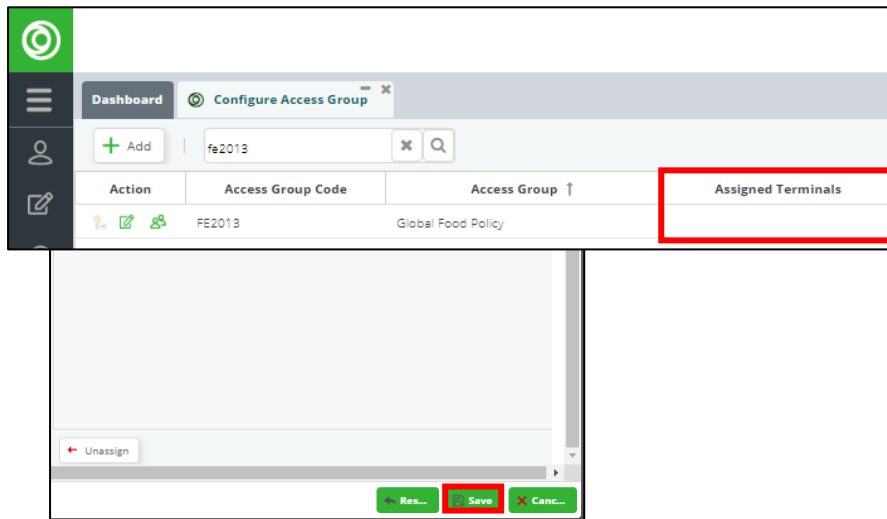 Dashboard Configure Access Group
Add fe2013
Action Access Group Code Access Group ↑ Assigned Terminals
FE2013 Global Food Policy
Unassign
Res... Save Canc...